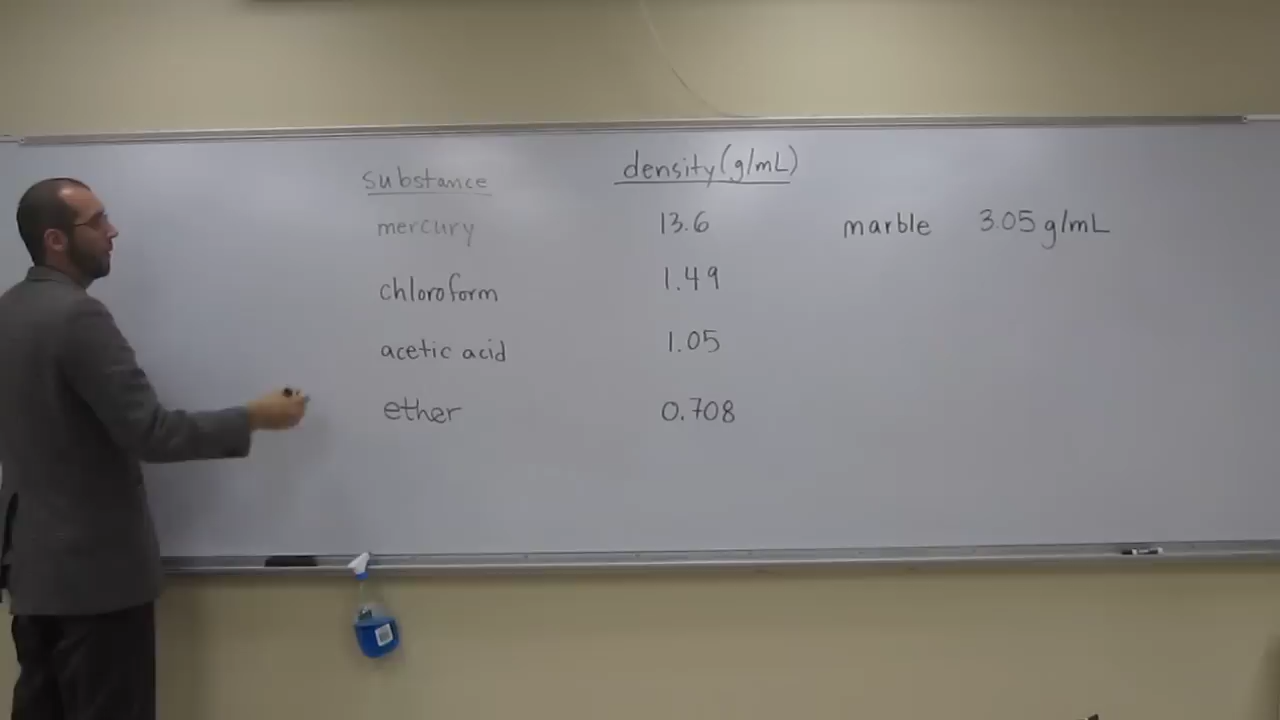 substance density (g/mL)
mercury 13.6 marble 3.05 g/mL
chloroform 1.49
acetic acid 1.05
ether 0.708